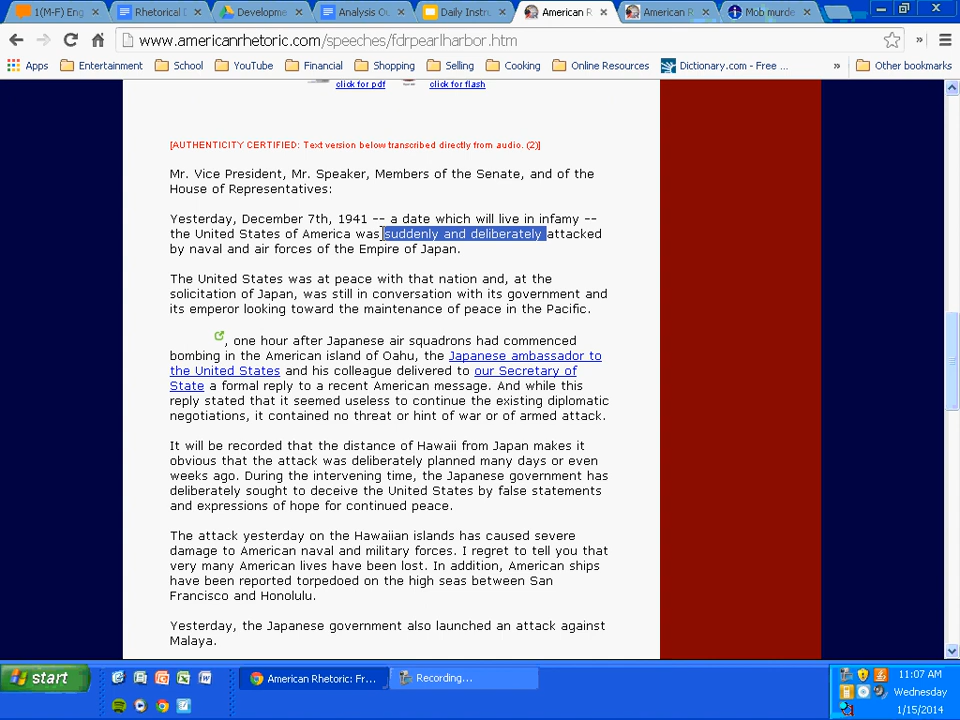 1(M-F) Eng
Rhetorical D
Developme
Analysis Ou
Daily Instru
American R
American R
Mob murde
www.americanrhetoric.com/speeches/fdrpearlharbor.htm
Apps Entertainment School YouTube Financial Shopping Selling Cooking Online Resources Dictionary.com - Free ... » Other bookmarks
click for pdf click for flash
[AUTHENTICITY CERTIFIED: Text version below transcribed directly from audio. (2)]
Mr. Vice President, Mr. Speaker, Members of the Senate, and of the
House of Representatives:
Yesterday, December 7th, 1941 -- a date which will live in infamy --
the United States of America was suddenly and deliberately attacked
by naval and air forces of the Empire of Japan.
The United States was at peace with that nation and, at the
solicitation of Japan, was still in conversation with its government and
its emperor looking toward the maintenance of peace in the Pacific.
, one hour after Japanese air squadrons had commenced
bombing in the American island of Oahu, the Japanese ambassador to
the United States and his colleague delivered to our Secretary of
State a formal reply to a recent American message. And while this
reply stated that it seemed useless to continue the existing diplomatic
negotiations, it contained no threat or hint of war or of armed attack.
It will be recorded that the distance of Hawaii from Japan makes it
obvious that the attack was deliberately planned many days or even
weeks ago. During the intervening time, the Japanese government has
deliberately sought to deceive the United States by false statements
and expressions of hope for continued peace.
The attack yesterday on the Hawaiian islands has caused severe
damage to American naval and military forces. I regret to tell you that
very many American lives have been lost. In addition, American ships
have been reported torpedoed on the high seas between San
Francisco and Honolulu.
Yesterday, the Japanese government also launched an attack against
Malaya.
start
American Rhetoric: Fr...
Recording...
11:07 AM
Wednesday
1/15/2014